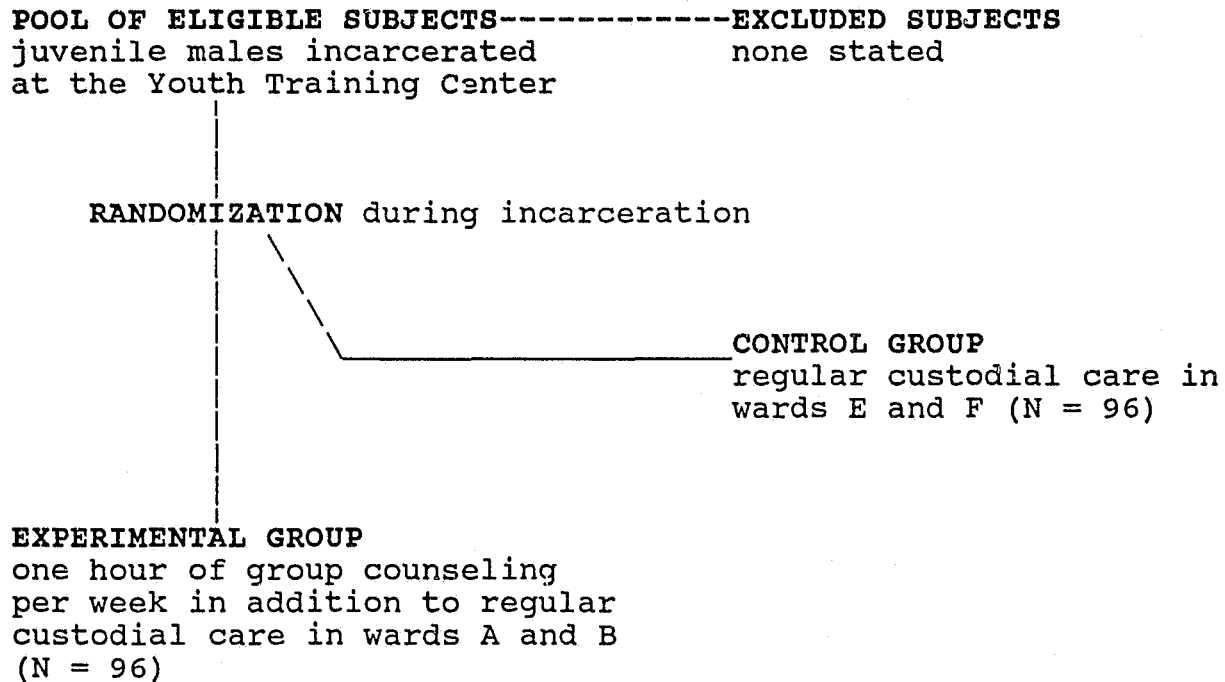 POOL OF ELIGIBLE SUBJECTS------------EXCLUDED SUBJECTS
juvenile males incarcerated none stated
at the Youth Training Center
RANDOMIZATION during incarceration
CONTROL GROUP
regular custodial care in
wards E and F (N = 96)
EXPERIMENTAL GROUP
one hour of group counseling
per week in addition to regular
custodial care in wards A and B
(N = 96)